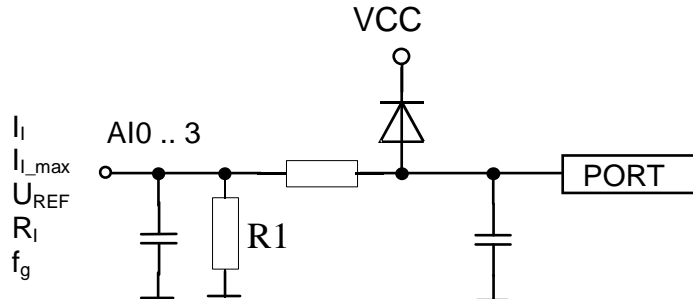 VCC
AI0 .. 3
I_I
I_I_max
U_REF
R_I
f_g
R1
PORT